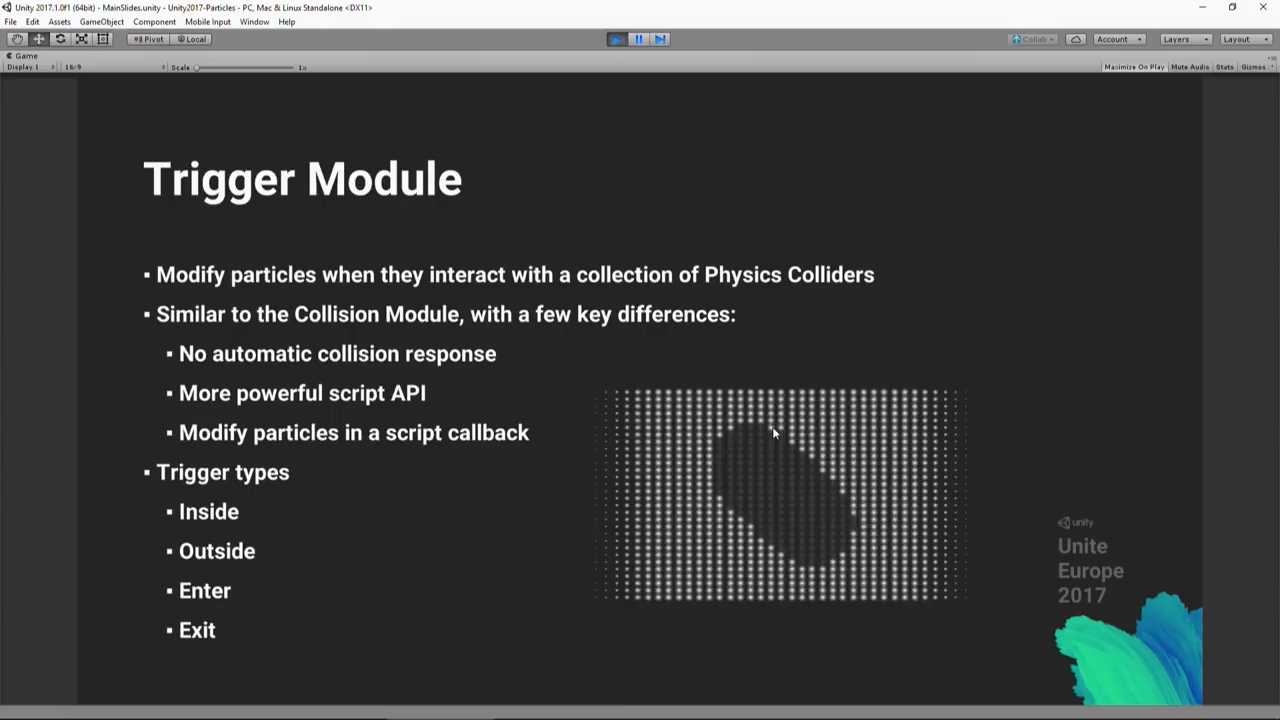 Unity 2017.1.0f1 (64bit) - MainSlides.unity - Unity2017-Particles - PC, Mac & Linux Standalone <DX11>
File Edit Assets GameObject Component Mobile Input Window Help
Pivot Local Collab Account Layers Layout
Game
Display 1 16:9 Scale 1x Maximize On Play Mute Audio Stats Gizmos
Trigger Module
▪ Modify particles when they interact with a collection of Physics Colliders
▪ Similar to the Collision Module, with a few key differences:
▪ No automatic collision response
▪ More powerful script API
▪ Modify particles in a script callback
▪ Trigger types
▪ Inside
▪ Outside
▪ Enter
▪ Exit
unity
Unite
Europe
2017